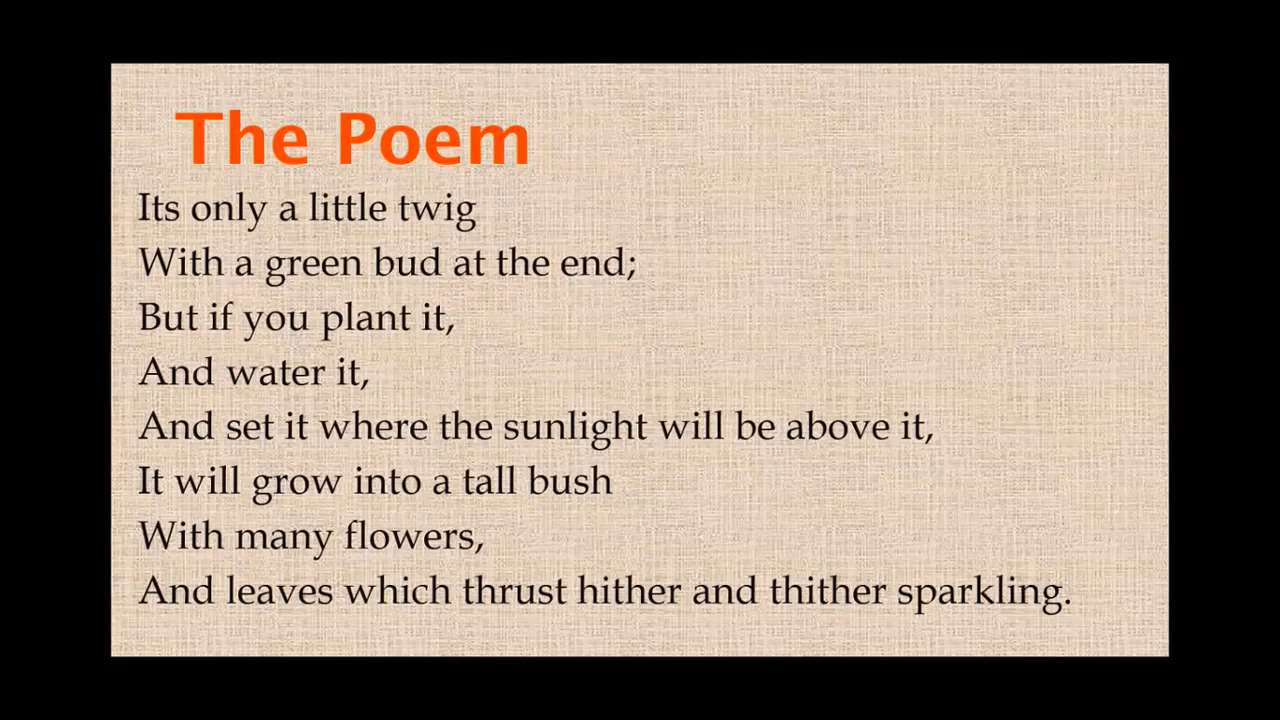 The Poem
Its only a little twig
With a green bud at the end;
But if you plant it,
And water it,
And set it where the sunlight will be above it,
It will grow into a tall bush
With many flowers,
And leaves which thrust hither and thither sparkling.